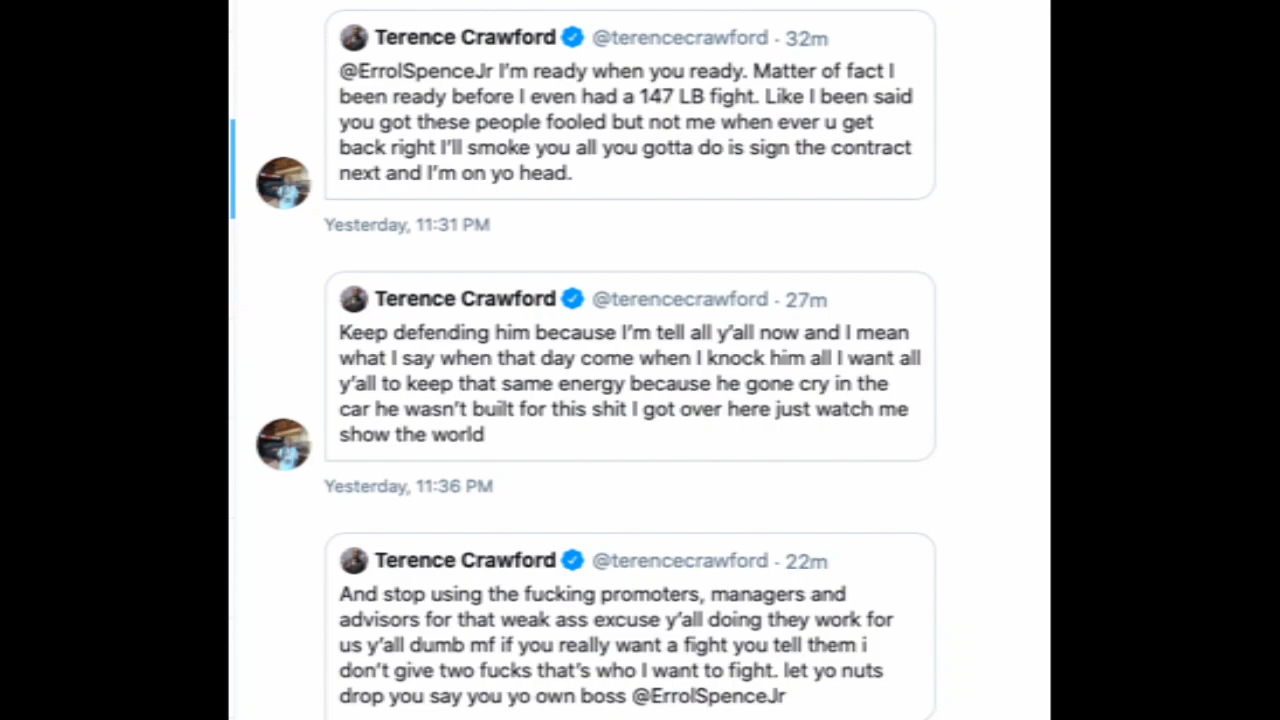 Terence Crawford @terencecrawford · 32m
@ErrolSpenceJr I'm ready when you ready. Matter of fact I
been ready before I even had a 147 LB fight. Like I been said
you got these people fooled but not me when ever u get
back right I'll smoke you all you gotta do is sign the contract
next and I'm on yo head.
Yesterday, 11:31 PM
Terence Crawford @terencecrawford · 27m
Keep defending him because I'm tell all y'all now and I mean
what I say when that day come when I knock him all I want all
y'all to keep that same energy because he gone cry in the
car he wasn't built for this shit I got over here just watch me
show the world
Yesterday, 11:36 PM
Terence Crawford @terencecrawford · 22m
And stop using the fucking promoters, managers and
advisors for that weak ass excuse y'all doing they work for
us y'all dumb mf if you really want a fight you tell them i
don't give two fucks that's who I want to fight. let yo nuts
drop you say you yo own boss @ErrolSpenceJr